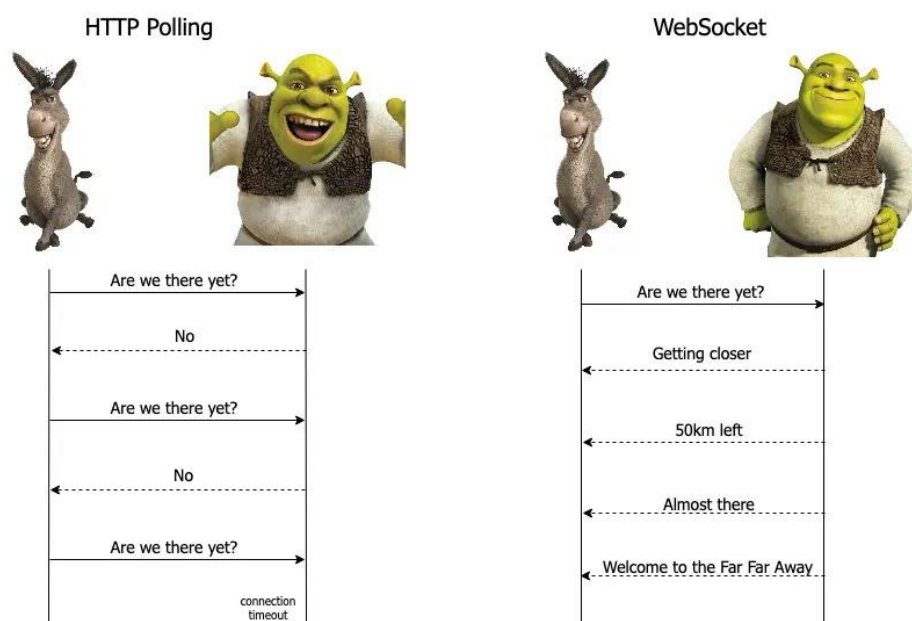 HTTP Polling
Are we there yet?
No
Are we there yet?
No
Are we there yet?
connection
timeout
WebSocket
Are we there yet?
Getting closer
50km left
Almost there
Welcome to the Far Far Away